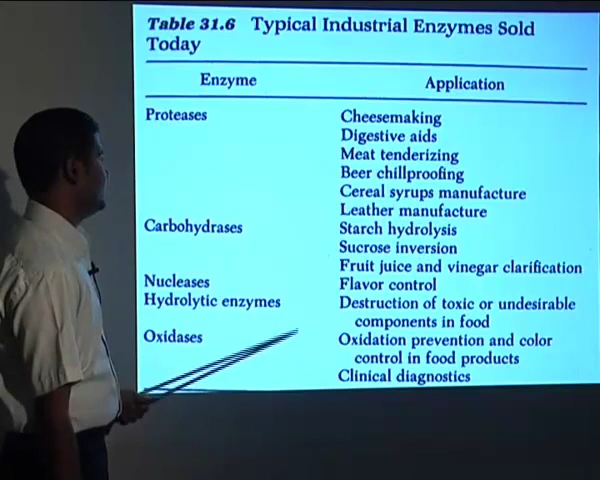 Table 31.6 Typical Industrial Enzymes Sold
Today
Enzyme Application
Proteases Cheesemaking
Digestive aids
Meat tenderizing
Beer chillproofing
Cereal syrups manufacture
Leather manufacture
Carbohydrases Starch hydrolysis
Sucrose inversion
Fruit juice and vinegar clarification
Nucleases Flavor control
Hydrolytic enzymes Destruction of toxic or undesirable
components in food
Oxidases Oxidation prevention and color
control in food products
Clinical diagnostics